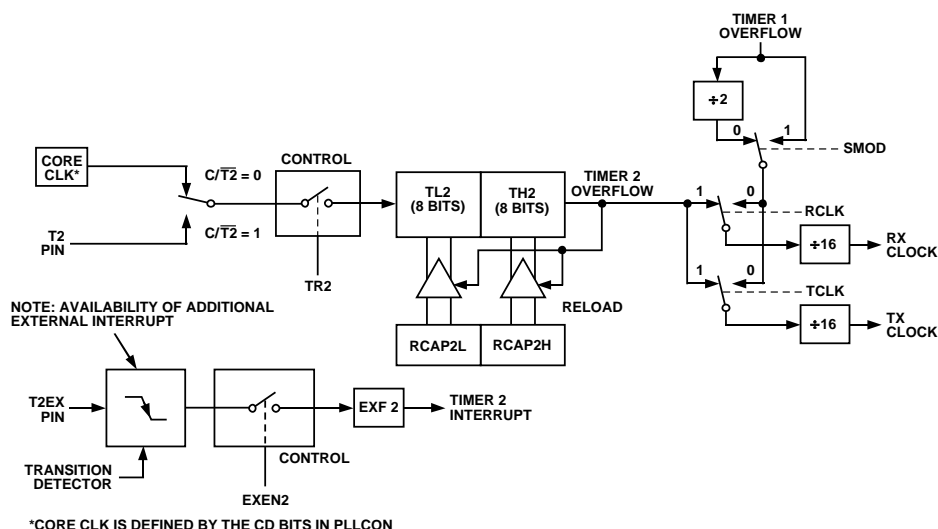 TIMER 1
OVERFLOW
÷2
0
1
SMOD
CORE
CLK*
C/T̅2̅ = 0
CONTROL
TL2
(8 BITS)
TH2
(8 BITS)
TIMER 2
OVERFLOW
1
0
RCLK
C/T̅2̅ = 1
T2
PIN
÷16
RX
CLOCK
TR2
RELOAD
1
0
TCLK
NOTE: AVAILABILITY OF ADDITIONAL
EXTERNAL INTERRUPT
RCAP2L
RCAP2H
÷16
TX
CLOCK
T2EX
PIN
EXF 2
TIMER 2
INTERRUPT
CONTROL
TRANSITION
DETECTOR
EXEN2
*CORE CLK IS DEFINED BY THE CD BITS IN PLLCON